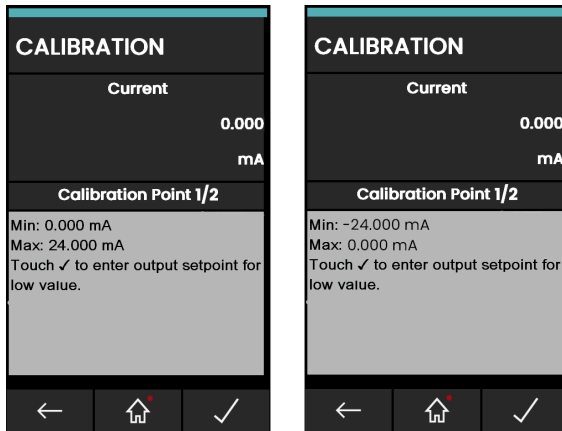 CALIBRATION
Current
0.000
mA
Calibration Point 1/2
Min: 0.000 mA
Max: 24.000 mA
Touch ✓ to enter output setpoint for
low value.
CALIBRATION
Current
0.000
mA
Calibration Point 1/2
Min: -24.000 mA
Max: 0.000 mA
Touch ✓ to enter output setpoint for
low value.